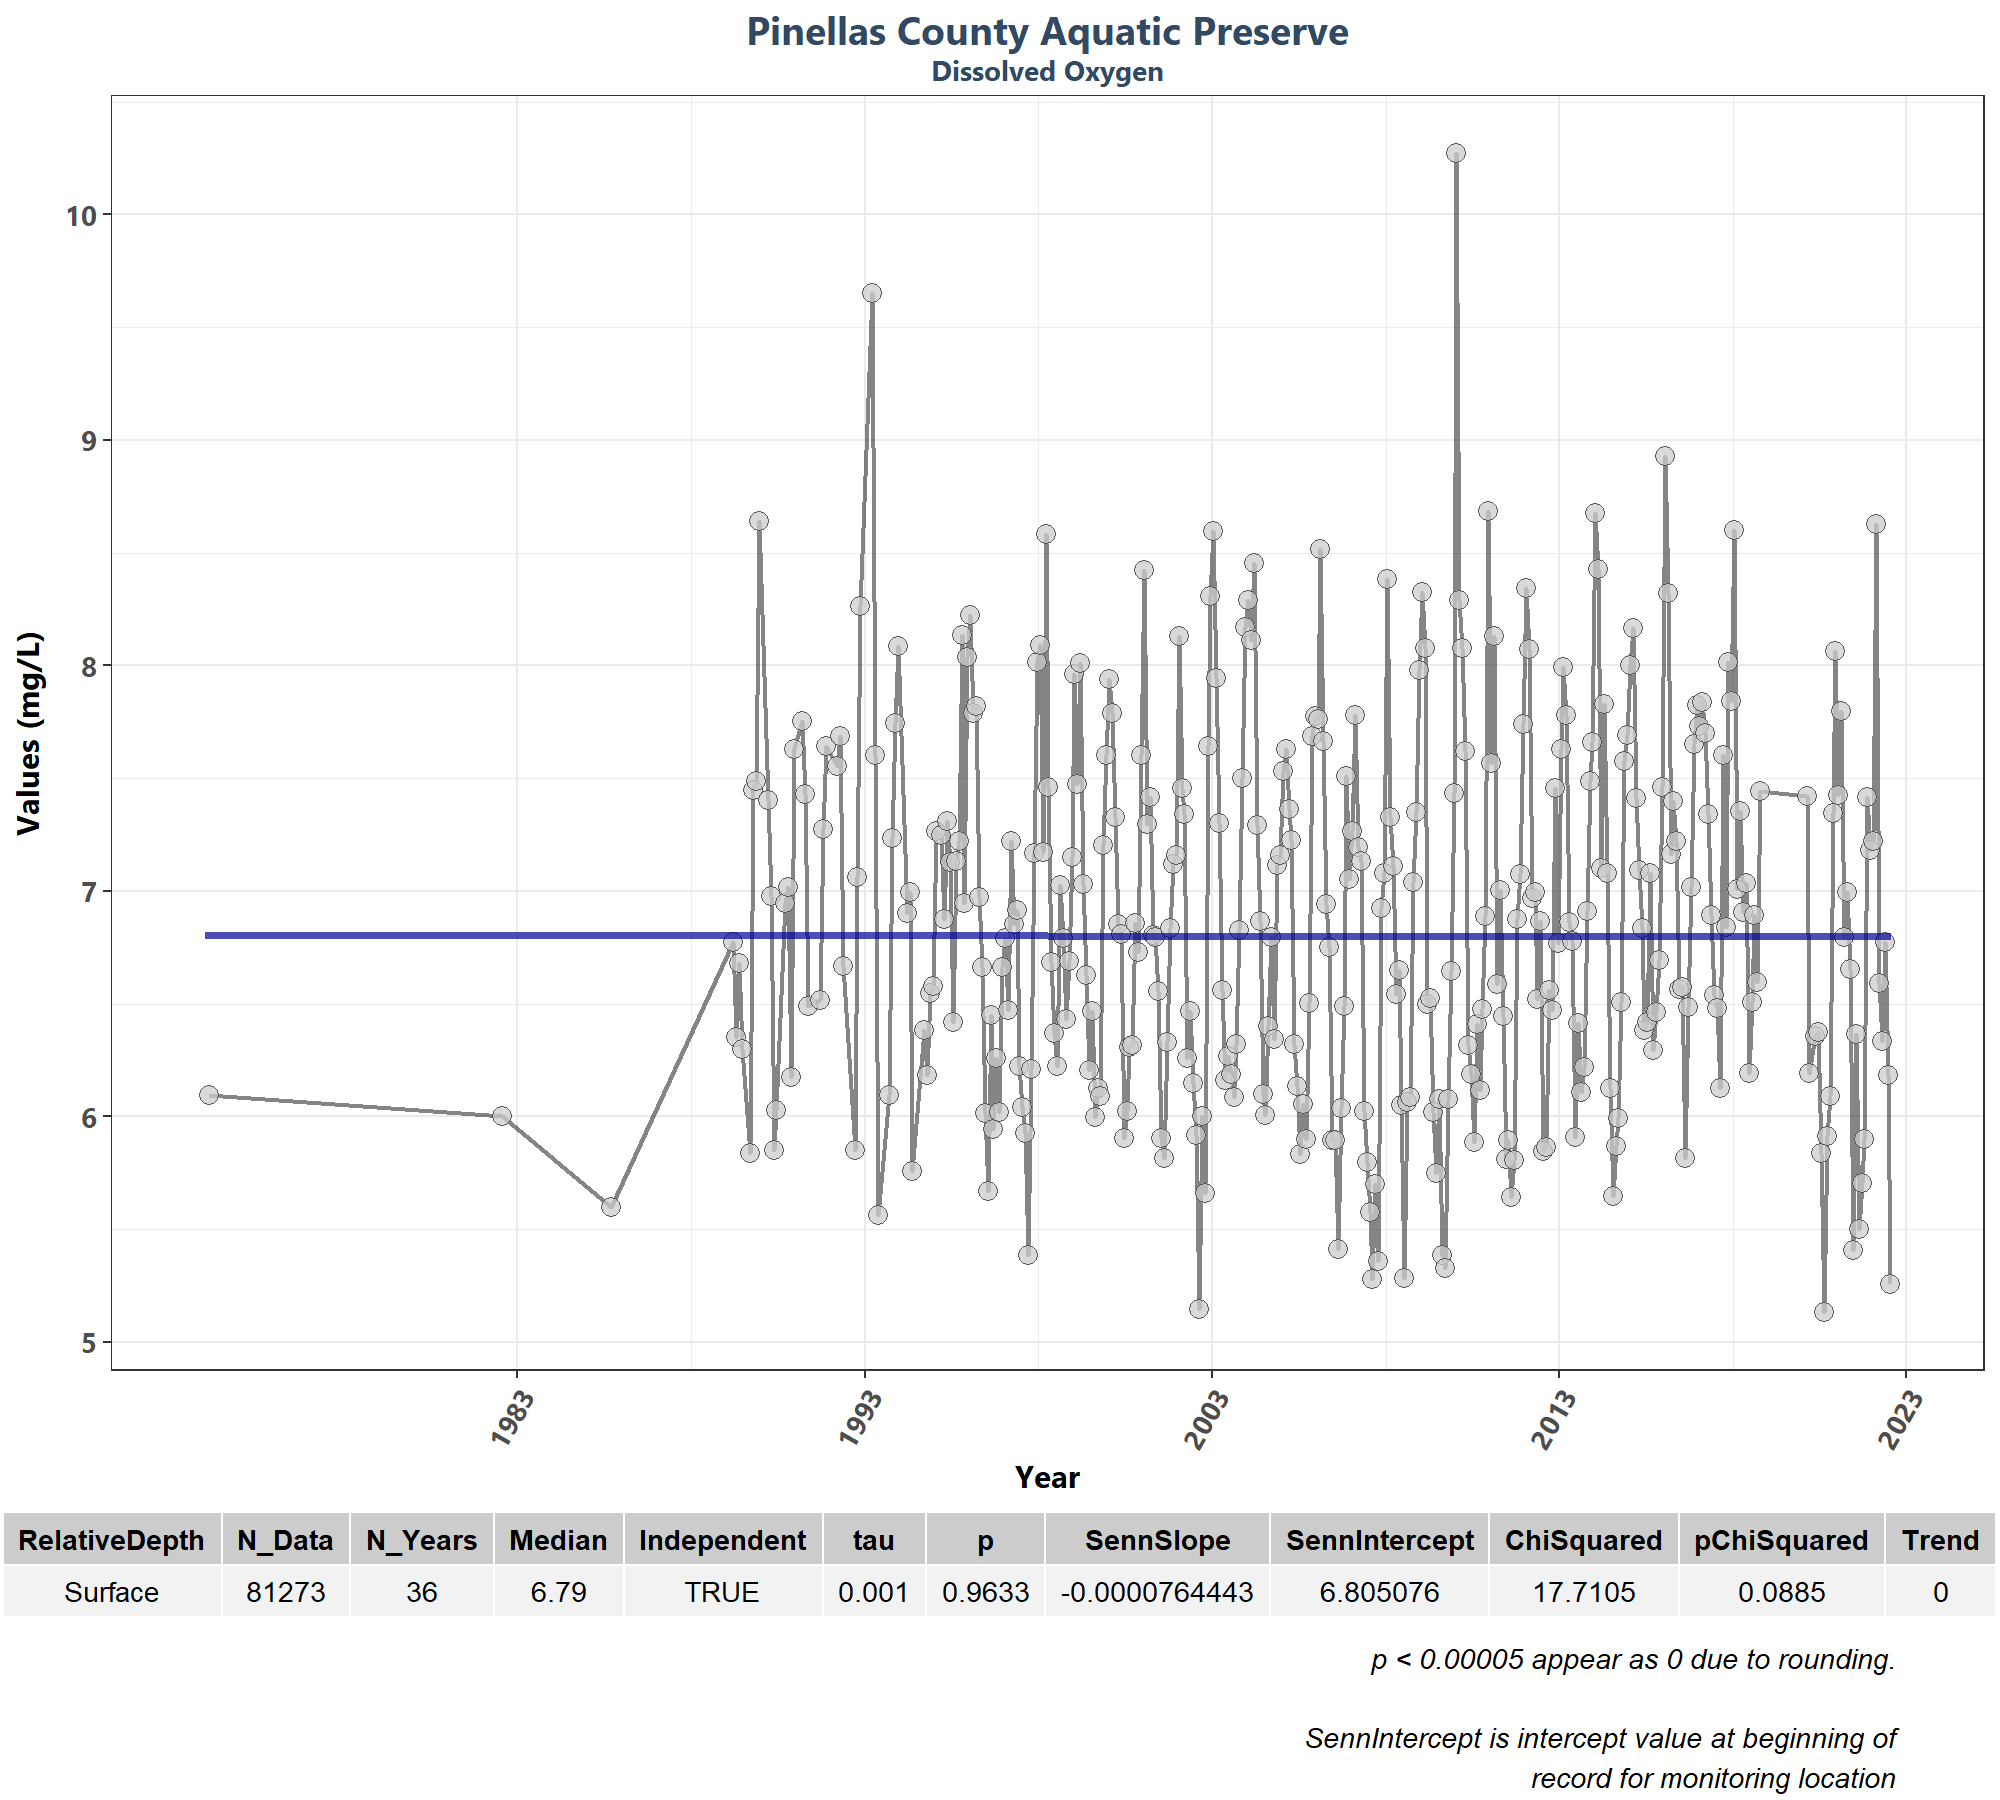 Pinellas County Aquatic Preserve
Dissolved Oxygen
10
9
8
7
6
5
Values (mg/L)
1983 1993 2003 2013 2023
Year
RelativeDepth N_Data N_Years Median Independent tau p SennSlope SennIntercept ChiSquared pChiSquared Trend
Surface 81273 36 6.79 TRUE 0.001 0.9633 -0.0000764443 6.805076 17.7105 0.0885 0
p < 0.00005 appear as 0 due to rounding.
SennIntercept is intercept value at beginning of
record for monitoring location